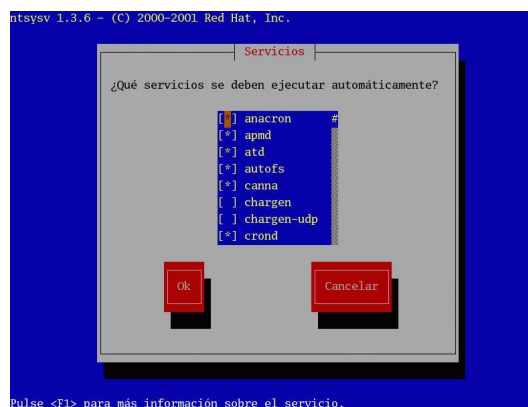 ntsysv 1.3.6 - (C) 2000-2001 Red Hat, Inc.
Servicios
¿Qué servicios se deben ejecutar automáticamente?
[*] anacron #
[*] apmd
[*] atd
[*] autofs
[*] canna
[ ] chargen
[ ] chargen-udp
[*] crond
Ok Cancelar
Pulse <F1> para más información sobre el servicio.